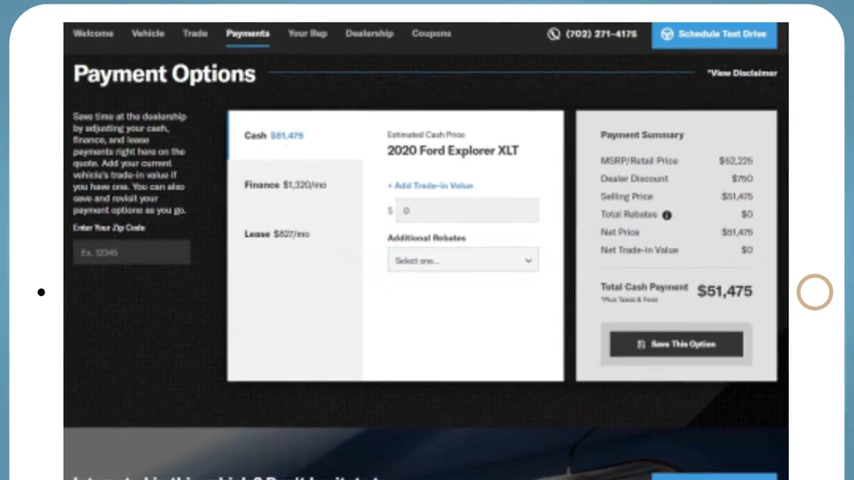 Welcome Vehicle Trade Payments Your Rep Dealership Coupons (702) 271-4175 Schedule Test Drive
Payment Options
*View Disclaimer
Save time at the dealership
by adjusting your cash,
finance, and lease
payments right here on the
quote. Add your current
vehicle's trade-in value if
you have one. You can also
save and revisit your
payment options as you go.
Enter Your Zip Code
Ex. 12345
Cash $51,475
Finance $1,320/mo
Lease $827/mo
Estimated Cash Price
2020 Ford Explorer XLT
+ Add Trade-in Value
$ 0
Additional Rebates
Select one...
Payment Summary
MSRP/Retail Price $52,225
Dealer Discount $750
Selling Price $51,475
Total Rebates $0
Net Price $51,475
Net Trade-in Value $0
Total Cash Payment $51,475
*Plus Taxes & Fees
Save This Option